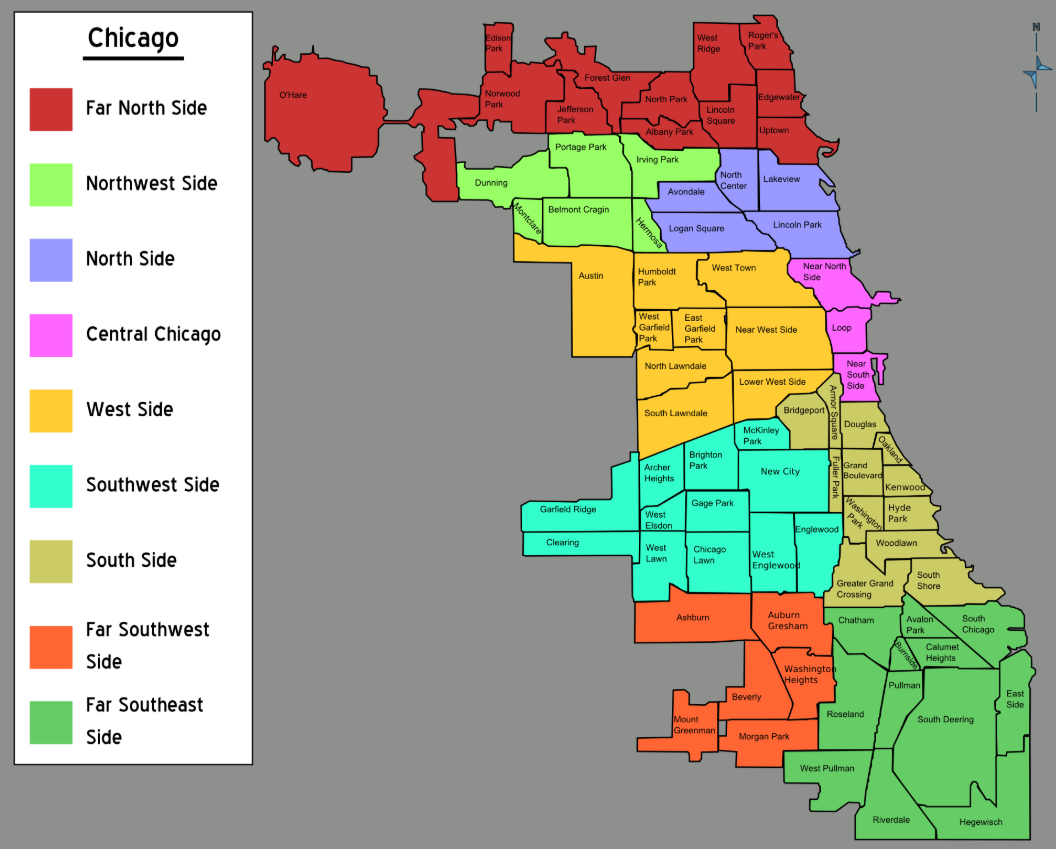 Chicago
Far North Side
Northwest Side
North Side
Central Chicago
West Side
Southwest Side
South Side
Far Southwest
Side
Far Southeast
Side
N
O'Hare
Edison
Park
Norwood
Park
Jefferson
Park
Forest Glen
North Park
Albany Park
West
Ridge
Roger's
Park
Lincoln
Square
Edgewater
Uptown
Portage Park
Irving Park
Dunning
Montclare
Belmont Cragin
Hermosa
North
Center
Lakeview
Avondale
Logan Square
Lincoln Park
Austin
Humboldt
Park
West Town
West
Garfield
Park
East
Garfield
Park
Near West Side
North Lawndale
South Lawndale
Lower West Side
Near North
Side
Loop
Near
South
Side
Bridgeport
Armor Square
Douglas
Oakland
Fuller Park
Grand
Boulevard
Kenwood
Washington
Park
Hyde
Park
Woodlawn
Greater Grand
Crossing
South
Shore
McKinley
Park
Archer
Heights
Brighton
Park
New City
Garfield Ridge
Clearing
West
Elsdon
Gage Park
West
Lawn
Chicago
Lawn
West
Englewood
Englewood
Ashburn
Auburn
Gresham
Washington
Heights
Beverly
Mount
Greenman
Morgan Park
Chatham
Avalon
Park
South
Chicago
Burnside
Calumet
Heights
Roseland
Pullman
South Deering
East
Side
West Pullman
Riverdale
Hegewisch